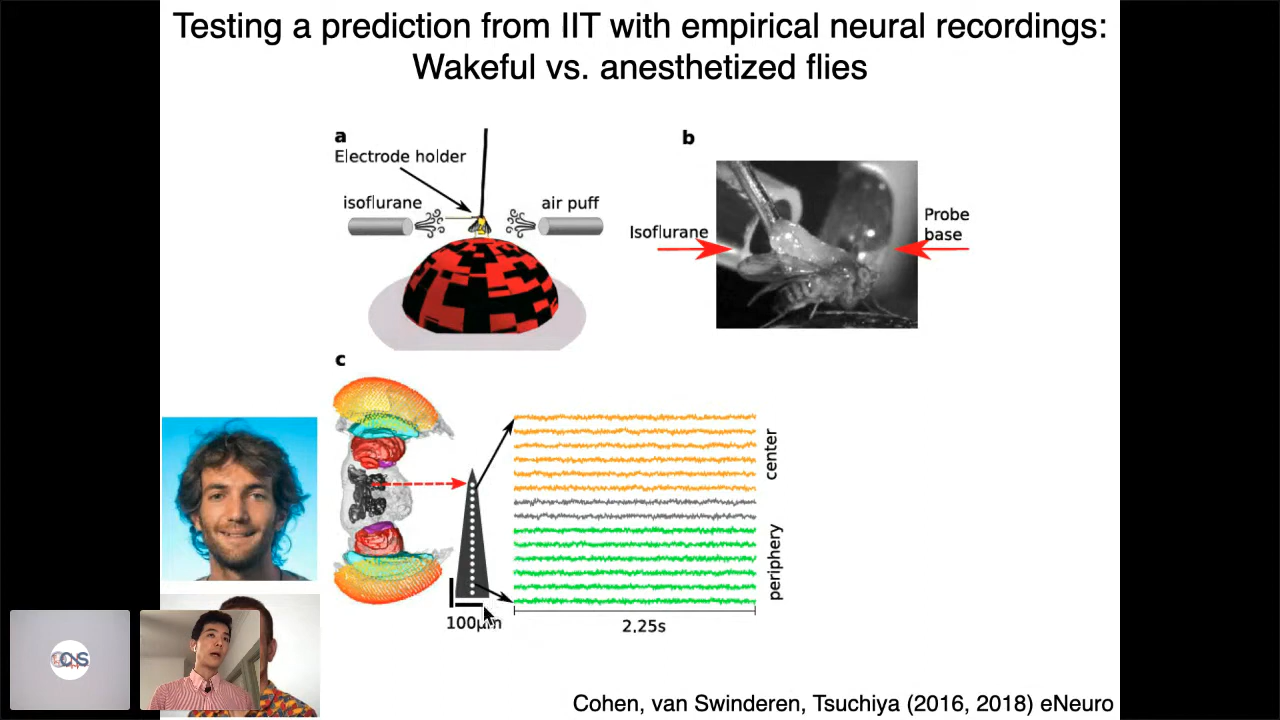 Testing a prediction from IIT with empirical neural recordings:
Wakeful vs. anesthetized flies
a
Electrode holder
isoflurane
air puff
b
Isoflurane
Probe
base
c
center
periphery
100µm
2.25s
Cohen, van Swinderen, Tsuchiya (2016, 2018) eNeuro